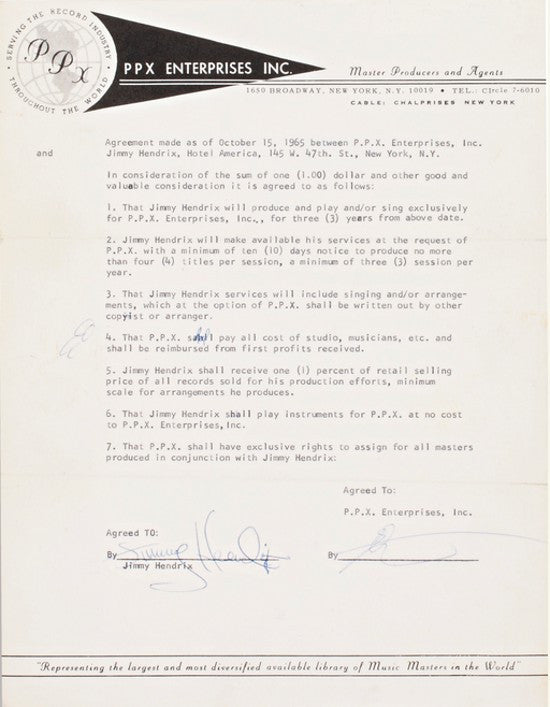 SERVING THE RECORD INDUSTRY
PPX
THROUGHOUT THE WORLD
PPX ENTERPRISES INC.
Master Producers and Agents
1650 BROADWAY, NEW YORK, N.Y. 10019 • TEL.: CIrcle 7-6010
CABLE: CHALPRISES NEW YORK
Agreement made as of October 15, 1965 between P.P.X. Enterprises, Inc.
and Jimmy Hendrix, Hotel America, 145 W. 47th. St., New York, N.Y.
In consideration of the sum of one (1.00) dollar and other good and
valuable consideration it is agreed to as follows:
1. That Jimmy Hendrix will produce and play and/or sing exclusively
for P.P.X. Enterprises, Inc., for three (3) years from above date.
2. Jimmy Hendrix will make available his services at the request of
P.P.X. with a minimum of ten (10) days notice to produce no more
than four (4) titles per session, a minimum of three (3) session per
year.
3. That Jimmy Hendrix services will include singing and/or arrange-
ments, which at the option of P.P.X. shall be written out by other
copyist or arranger.
4. That P.P.X. shall pay all cost of studio, musicians, etc. and
shall be reimbursed from first profits received.
5. Jimmy Hendrix shall receive one (1) percent of retail selling
price of all records sold for his production efforts, minimum
scale for arrangements he produces.
6. That Jimmy Hendrix shall play instruments for P.P.X. at no cost
to P.P.X. Enterprises,Inc.
7. That P.P.X. shall have exclusive rights to assign for all masters
produced in conjunction with Jimmy Hendrix:
Agreed To:
P.P.X. Enterprises, Inc.
Agreed TO:
By Jimmy Hendrix
By
Jimmy Hendrix
"Representing the largest and most diversified available library of Music Masters in the World"